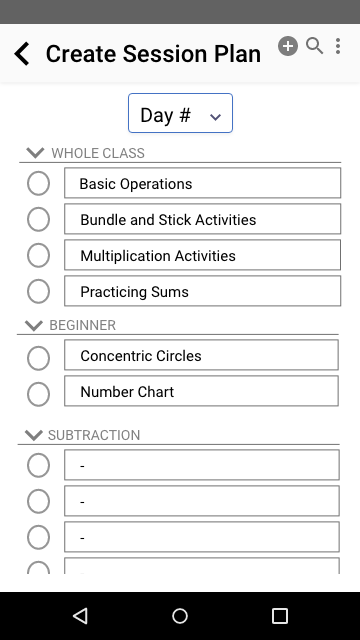 Create Session Plan
Day #
WHOLE CLASS
Basic Operations
Bundle and Stick Activities
Multiplication Activities
Practicing Sums
BEGINNER
Concentric Circles
Number Chart
SUBTRACTION
-
-
-